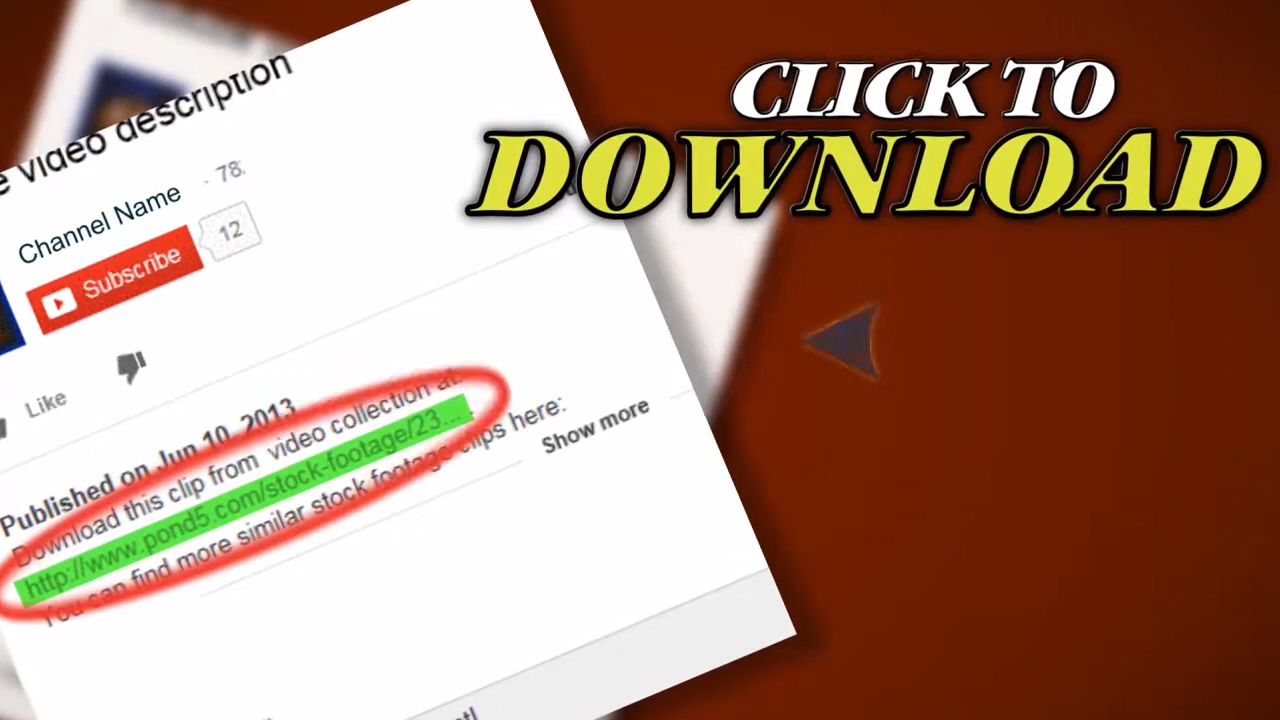 CLICK TO
DOWNLOAD
video description
Channel Name
78
Subscribe
12
Like
Published on Jun 10, 2013
Download this clip from video collection at:
http://www.pond5.com/stock-footage/23...
You can find more similar stock footage clips here:
Show more